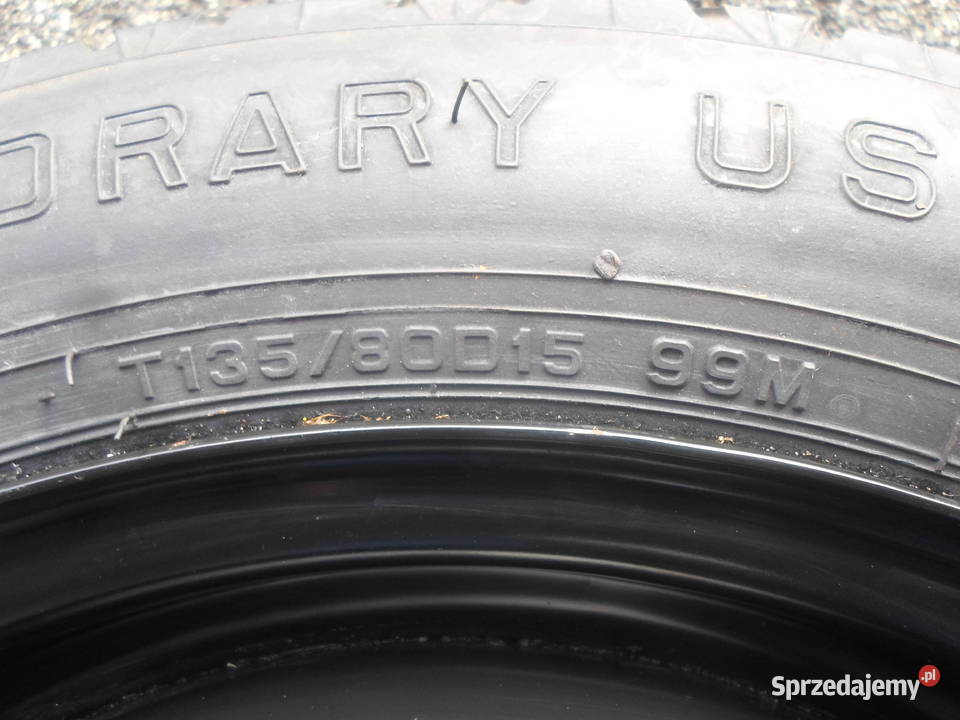 ORARY US
T135/80D15 99M
Sprzedajemy.pl